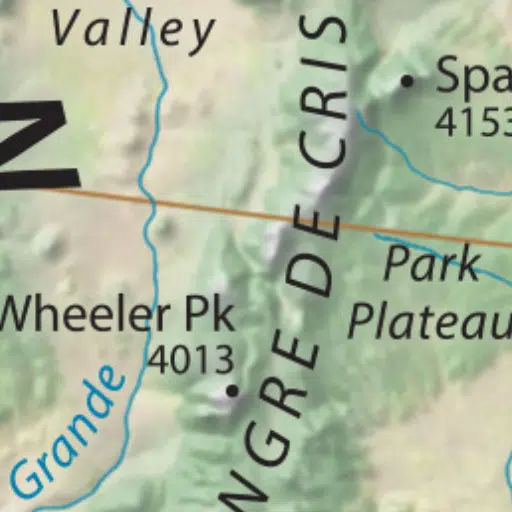 Valley
Spa
4153
N
NGRE DE CRIS
Park
Plateau
Wheeler Pk
4013
Grande